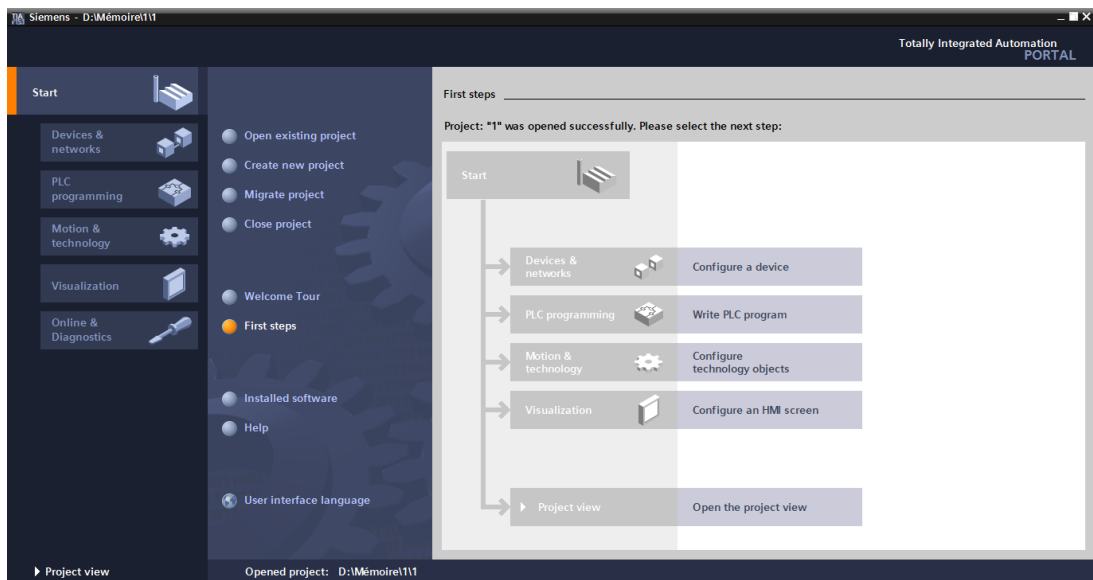 Siemens - D:\Mémoire\1\1
Totally Integrated Automation
PORTAL
Start
Devices &
networks
PLC
programming
Motion &
technology
Visualization
Online &
Diagnostics
Open existing project
Create new project
Migrate project
Close project
Welcome Tour
First steps
Installed software
Help
User interface language
First steps
Project: "1" was opened successfully. Please select the next step:
Start
Devices &
networks
Configure a device
PLC programming
Write PLC program
Motion &
technology
Configure
technology objects
Visualization
Configure an HMI screen
Project view
Open the project view
Project view
Opened project: D:\Mémoire\1\1